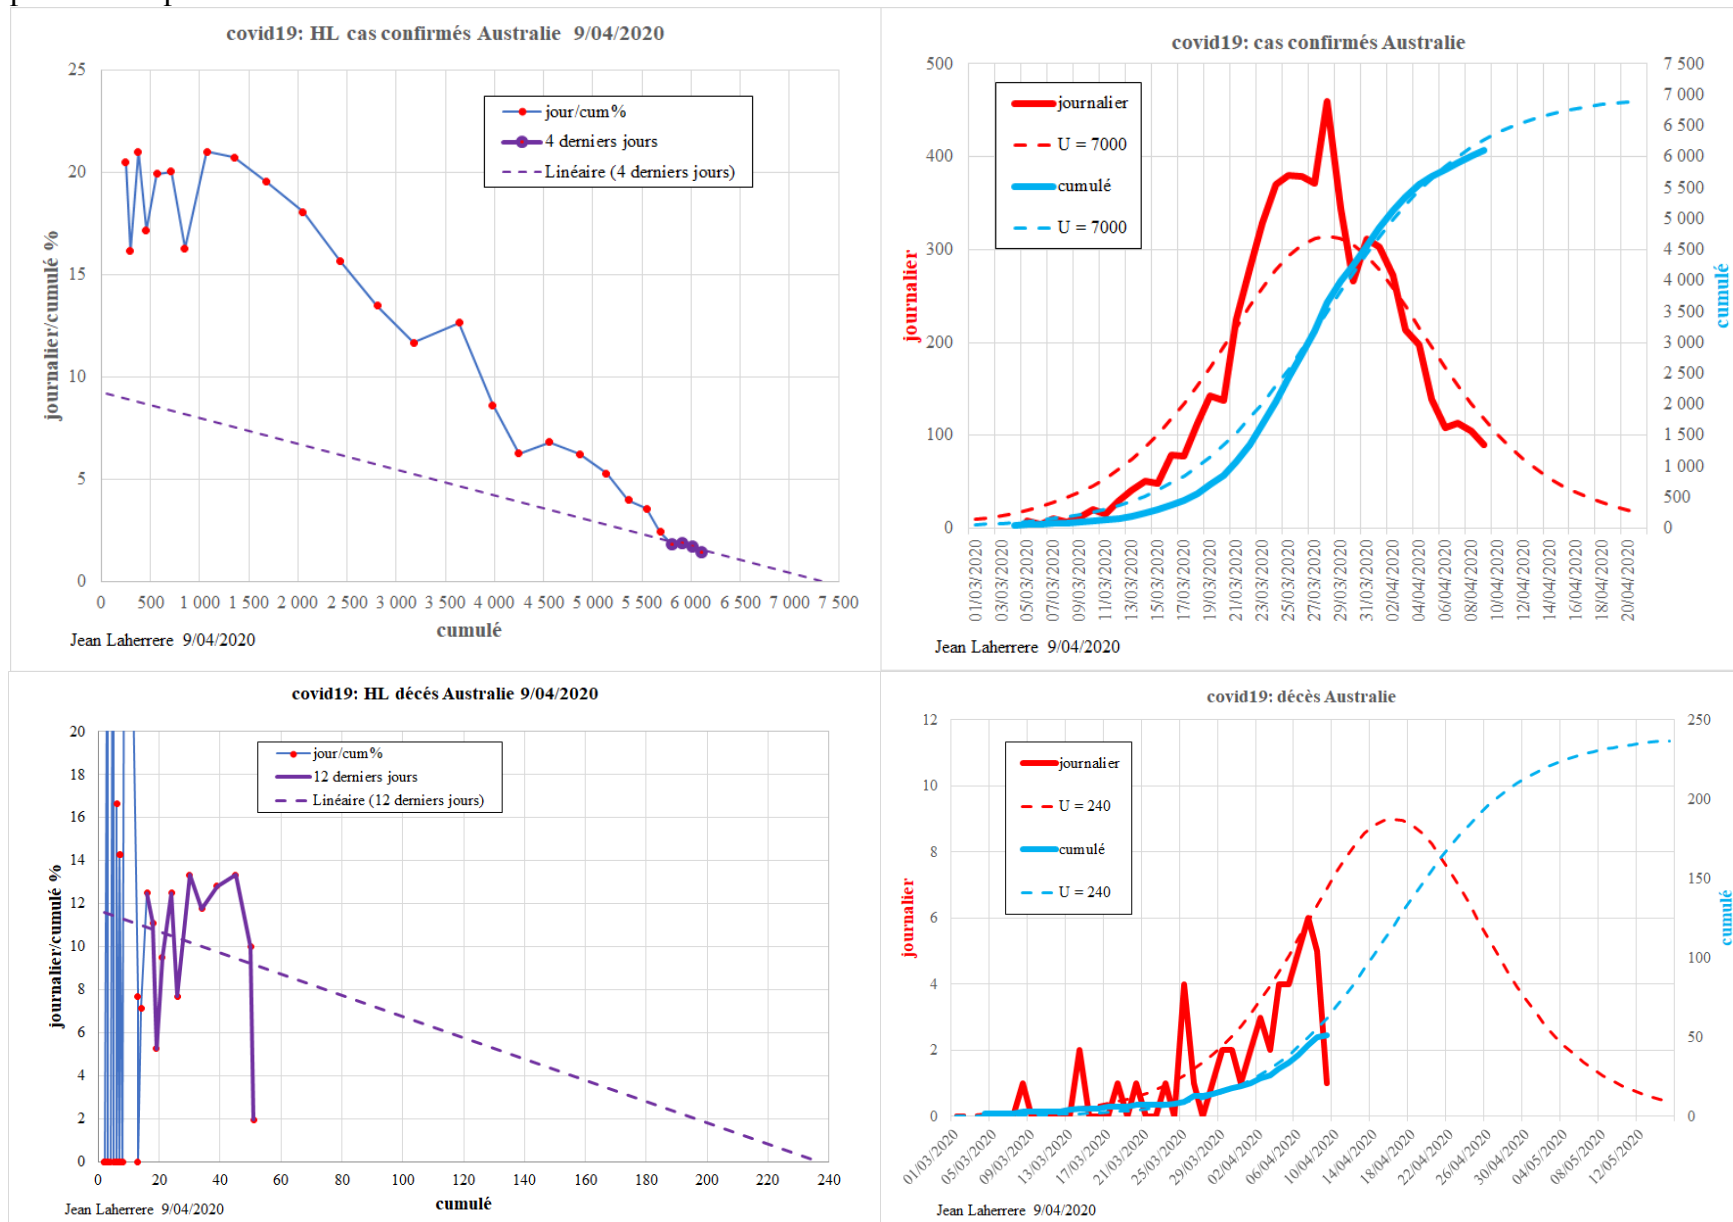 covid19: HL cas confirmés Australie 9/04/2020
25
20
15
10
5
0
journalier/cumulé %
jour/cum%
4 derniers jours
Linéaire (4 derniers jours)
0 500 1 000 1 500 2 000 2 500 3 000 3 500 4 000 4 500 5 000 5 500 6 000 6 500 7 000 7 500
cumulé
Jean Laherrere 9/04/2020
covid19: cas confirmés Australie
500
400
300
200
100
0
journalier
journalier
U = 7000
cumulé
U = 7000
7 500
7 000
6 500
6 000
5 500
5 000
4 500
4 000
3 500
3 000
2 500
2 000
1 500
1 000
500
0
cumulé
01/03/2020 03/03/2020 05/03/2020 07/03/2020 09/03/2020 11/03/2020 13/03/2020 15/03/2020 17/03/2020 19/03/2020 21/03/2020 23/03/2020 25/03/2020 27/03/2020 29/03/2020 31/03/2020 02/04/2020 04/04/2020 06/04/2020 08/04/2020 10/04/2020 12/04/2020 14/04/2020 16/04/2020 18/04/2020 20/04/2020
Jean Laherrere 9/04/2020
covid19: HL décés Australie 9/04/2020
20
18
16
14
12
10
8
6
4
2
0
journalier/cumulé %
jour/cum%
12 derniers jours
Linéaire (12 derniers jours)
0 20 40 60 80 100 120 140 160 180 200 220 240
cumulé
Jean Laherrere 9/04/2020
covid19: décès Australie
12
10
8
6
4
2
0
journalier
journalier
U = 240
cumulé
U = 240
250
200
150
100
50
0
cumulé
01/03/2020 05/03/2020 09/03/2020 13/03/2020 17/03/2020 21/03/2020 25/03/2020 29/03/2020 02/04/2020 06/04/2020 10/04/2020 14/04/2020 18/04/2020 22/04/2020 26/04/2020 30/04/2020 04/05/2020 08/05/2020 12/05/2020
Jean Laherrere 9/04/2020